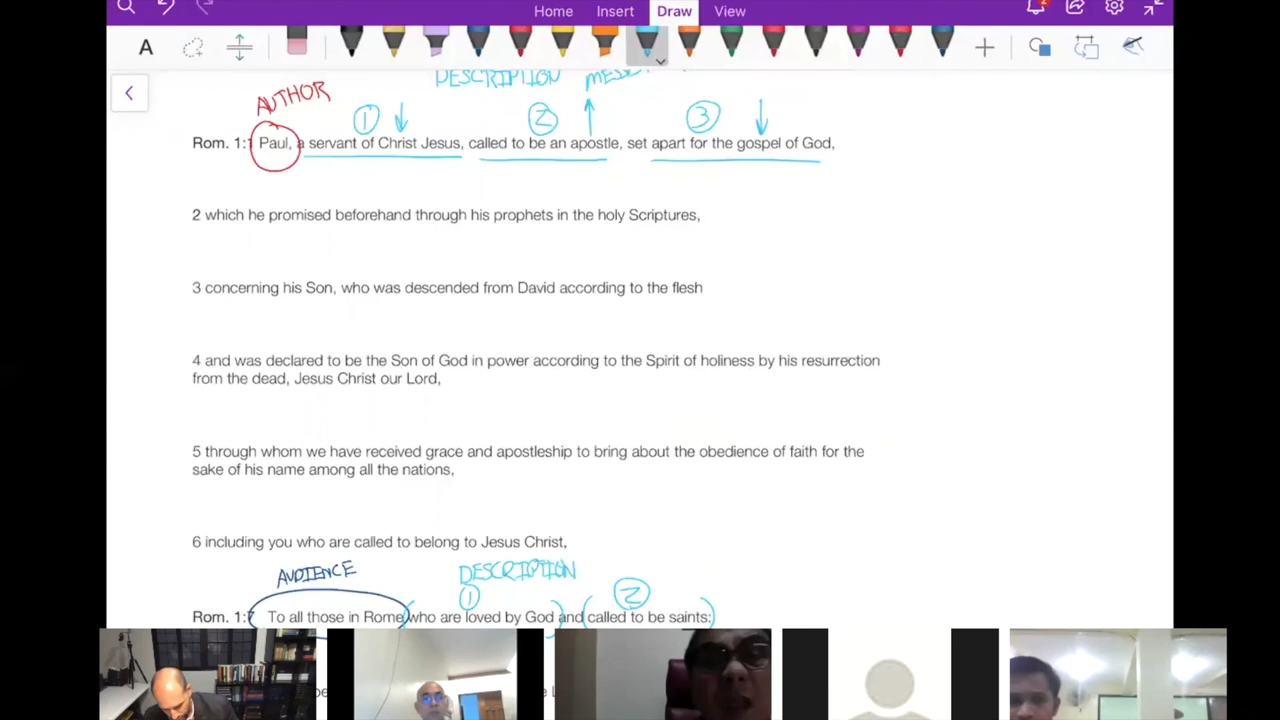 Home Insert Draw View
A
DESCRIPTION
AUTHOR
1 2 3
Rom. 1:1 Paul, a servant of Christ Jesus, called to be an apostle, set apart for the gospel of God,
2 which he promised beforehand through his prophets in the holy Scriptures,
3 concerning his Son, who was descended from David according to the flesh
4 and was declared to be the Son of God in power according to the Spirit of holiness by his resurrection
from the dead, Jesus Christ our Lord,
5 through whom we have received grace and apostleship to bring about the obedience of faith for the
sake of his name among all the nations,
6 including you who are called to belong to Jesus Christ,
AUDIENCE DESCRIPTION
1 2
Rom. 1:7 To all those in Rome who are loved by God and called to be saints: